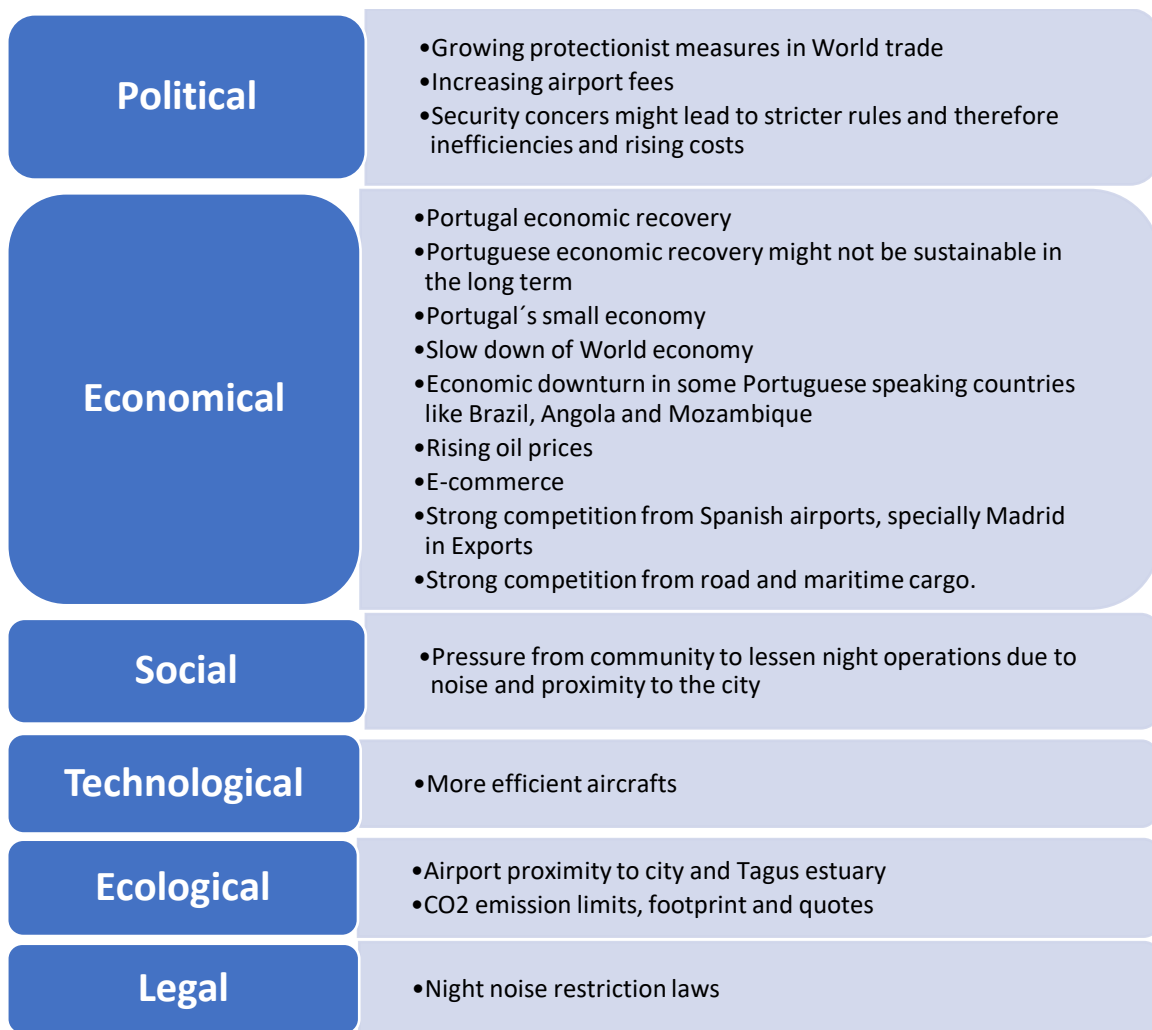 Political
•Growing protectionist measures in World trade
•Increasing airport fees
•Security concers might lead to stricter rules and therefore
inefficiencies and rising costs
Economical
•Portugal economic recovery
•Portuguese economic recovery might not be sustainable in
the long term
•Portugal´s small economy
•Slow down of World economy
•Economic downturn in some Portuguese speaking countries
like Brazil, Angola and Mozambique
•Rising oil prices
•E-commerce
•Strong competition from Spanish airports, specially Madrid
in Exports
•Strong competition from road and maritime cargo.
Social
•Pressure from community to lessen night operations due to
noise and proximity to the city
Technological
•More efficient aircrafts
Ecological
•Airport proximity to city and Tagus estuary
•CO2 emission limits, footprint and quotes
Legal
•Night noise restriction laws